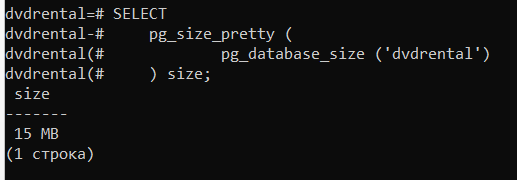 dvdrental=# SELECT
dvdrental-#     pg_size_pretty (
dvdrental(#             pg_database_size ('dvdrental')
dvdrental(#     ) size;
 size
-------
 15 MB
(1 строка)